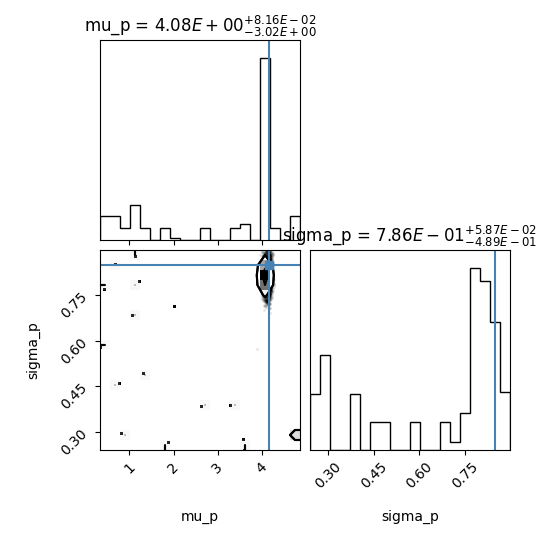 mu_p = 4.08E + 00 +8.16E − 02 −3.02E + 00
sigma_p = 7.86E − 01 +5.87E − 02 −4.89E − 01
sigma_p
0.75
0.60
0.45
0.30
1 2 3 4
0.30 0.45 0.60 0.75
mu_p
sigma_p